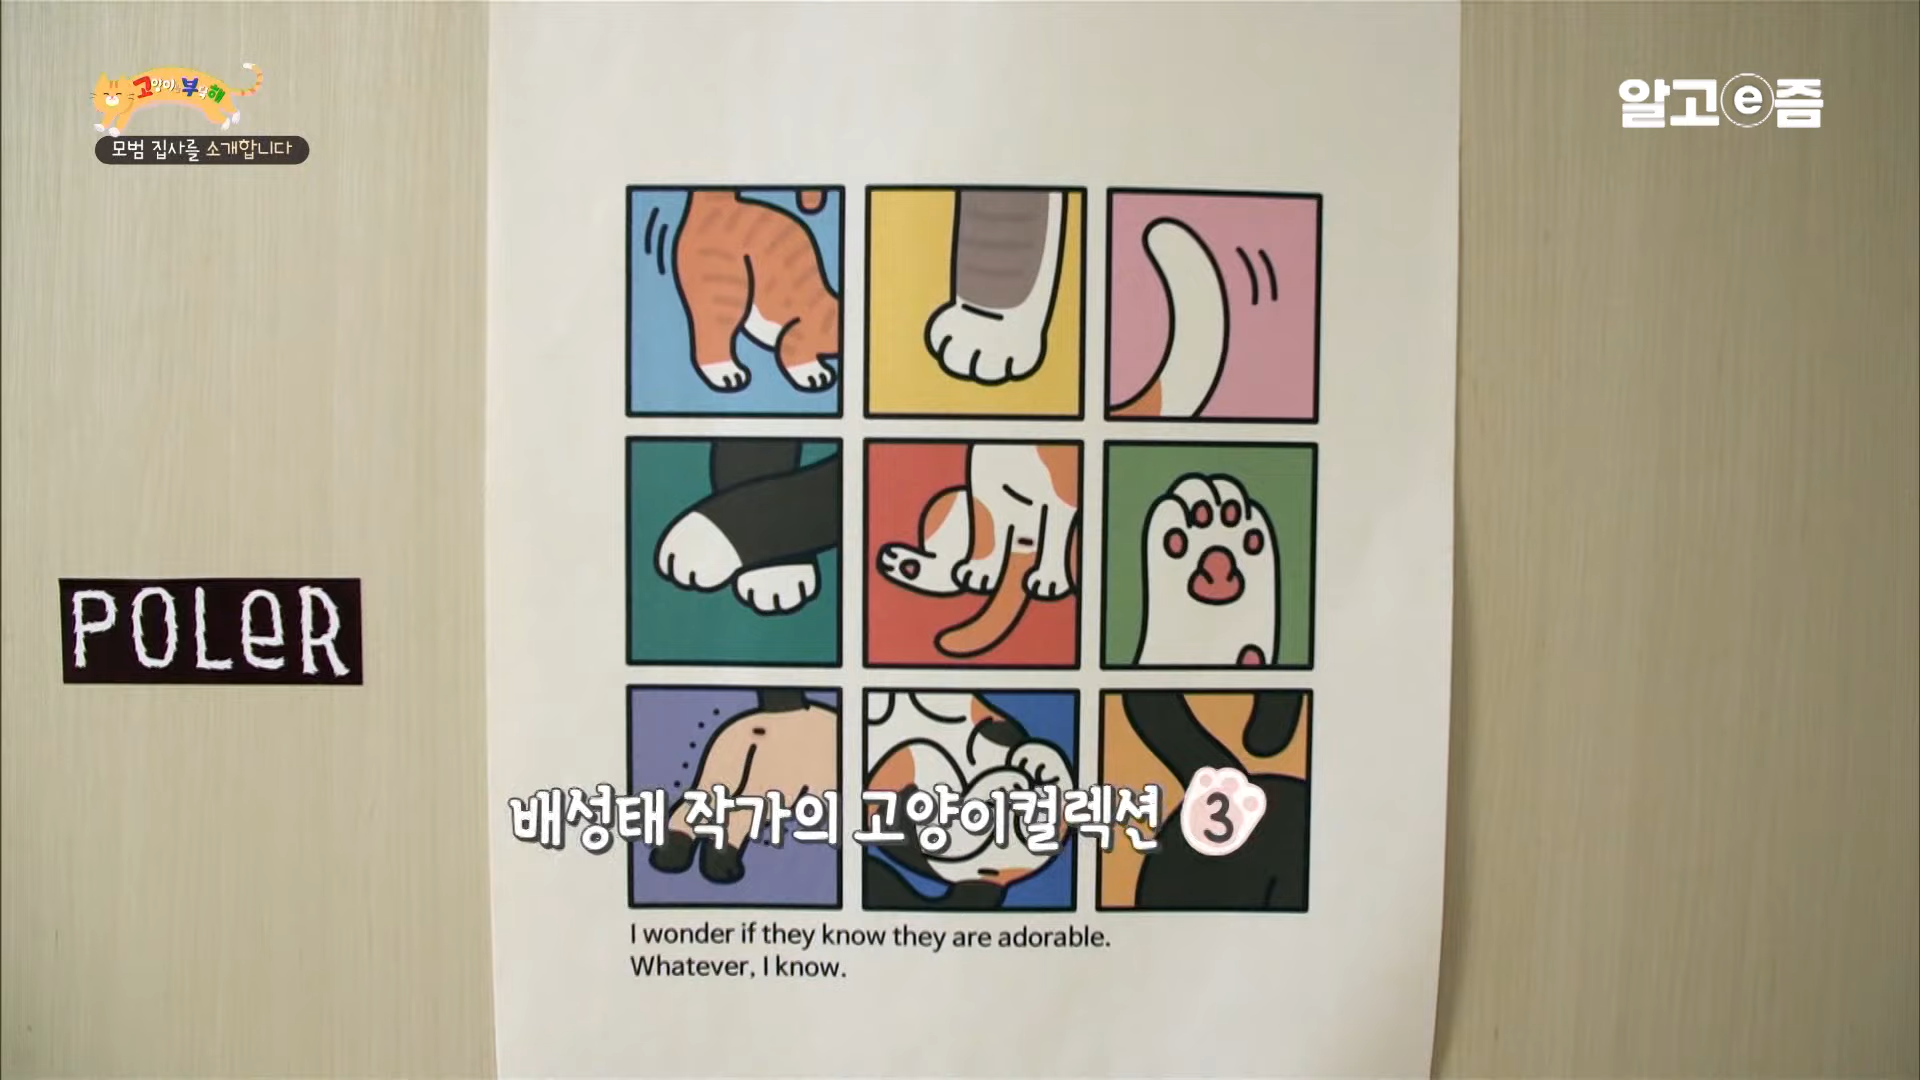 고양이를 부탁해
모범 집사를 소개합니다
알고e즘
POLeR
배성태 작가의 고양이컬렉션 3
I wonder if they know they are adorable.
Whatever, I know.